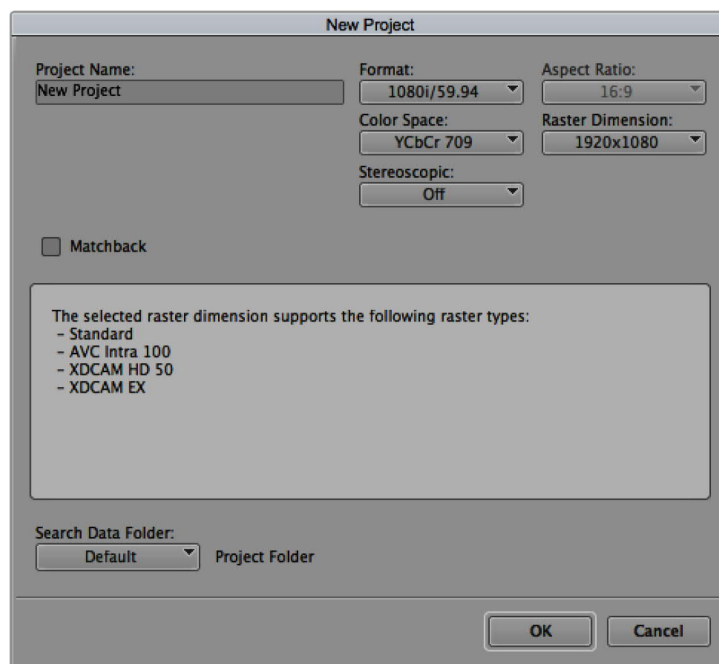 New Project
Project Name:
New Project
Format:
1080i/59.94
Aspect Ratio:
16:9
Color Space:
YCbCr 709
Raster Dimension:
1920x1080
Stereoscopic:
Off
Matchback
The selected raster dimension supports the following raster types:
– Standard
– AVC Intra 100
– XDCAM HD 50
– XDCAM EX
Search Data Folder:
Default
Project Folder
OK
Cancel